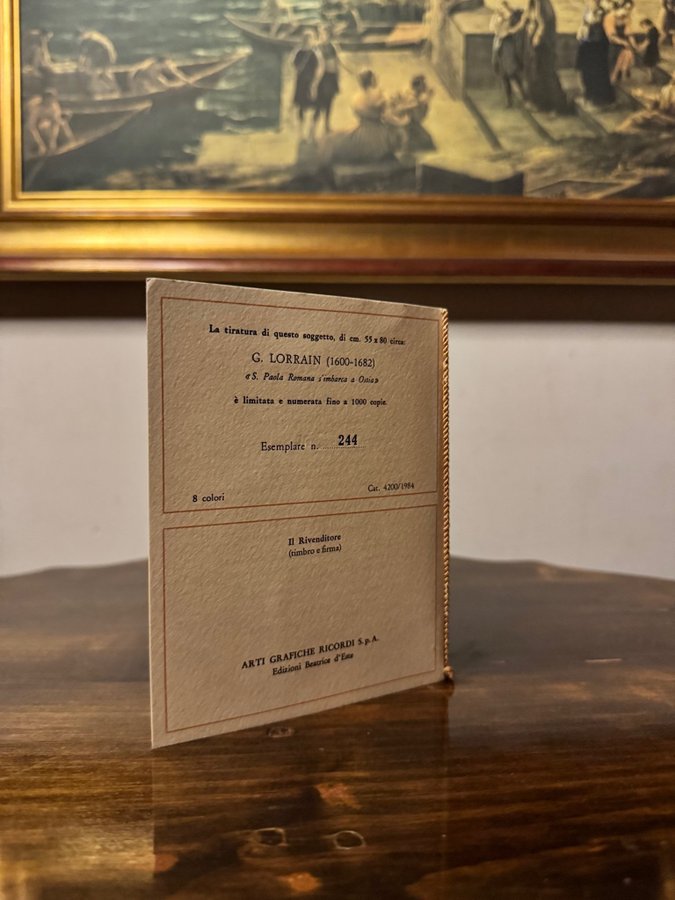 La tiratura di questo soggetto, di cm. 55 x 80 circa:
G. LORRAIN (1600-1682)
«S. Paola Romana s'imbarca a Ostia»
è limitata e numerata fino a 1000 copie.
Esemplare n. 244
8 colori
Cat. 4200/1984
Il Rivenditore
(timbro e firma)
ARTI GRAFICHE RICORDI S.p.A.
Edizioni Beatrice d'Este